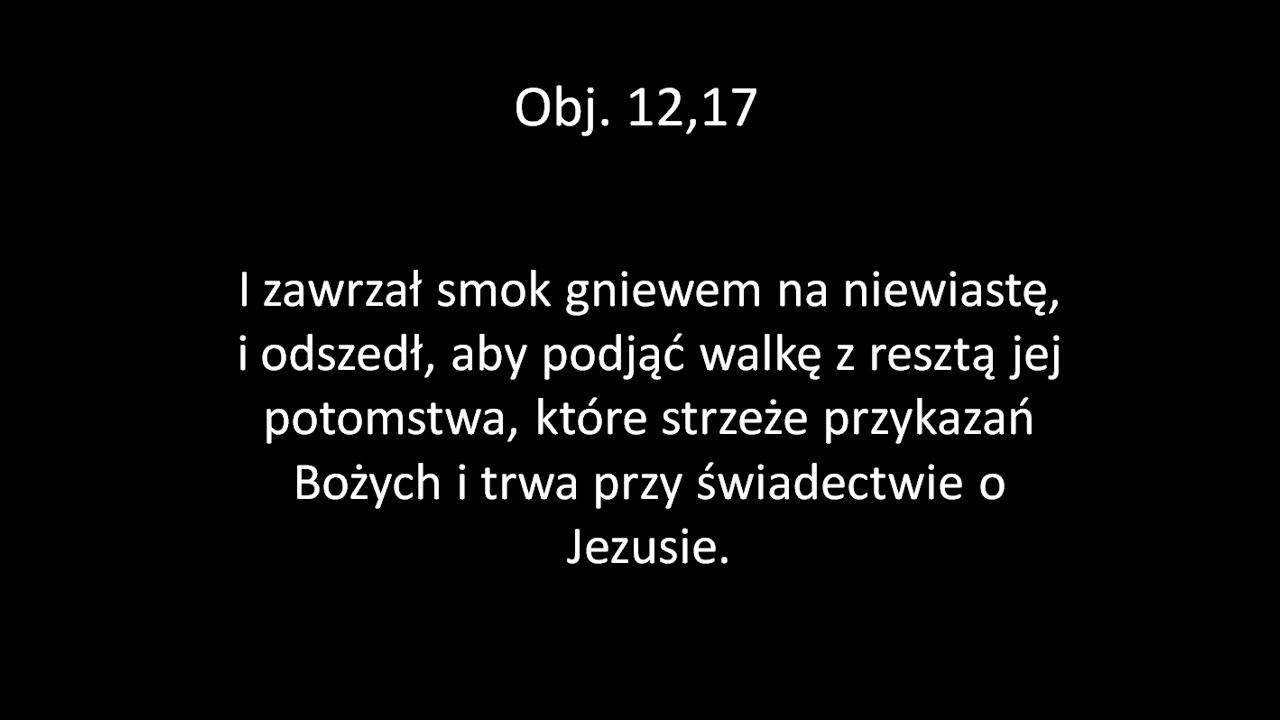 Obj. 12,17
I zawrzał smok gniewem na niewiastę,
i odszedł, aby podjąć walkę z resztą jej
potomstwa, które strzeże przykazań
Bożych i trwa przy świadectwie o
Jezusie.